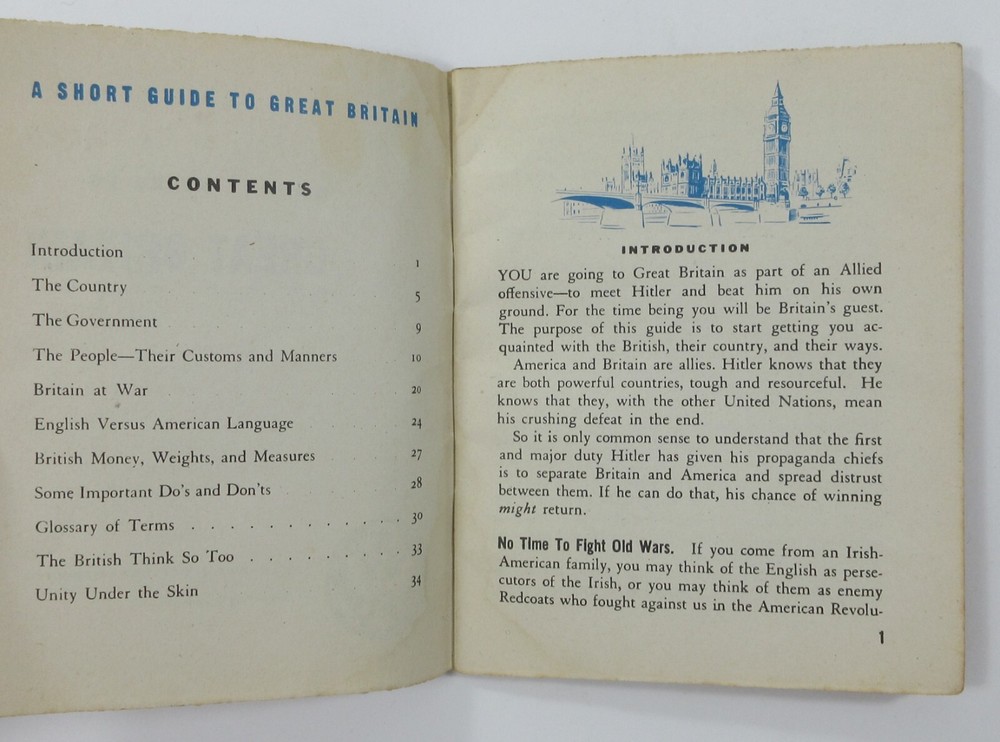 A SHORT GUIDE TO GREAT BRITAIN
CONTENTS
Introduction 1
The Country 5
The Government 9
The People—Their Customs and Manners 10
Britain at War 20
English Versus American Language 24
British Money, Weights, and Measures 27
Some Important Do's and Don'ts 28
Glossary of Terms . . . . . . . . . . . . 30
The British Think So Too . . . . . . . . . 33
Unity Under the Skin 34
INTRODUCTION
YOU are going to Great Britain as part of an Allied
offensive—to meet Hitler and beat him on his own
ground. For the time being you will be Britain's guest.
The purpose of this guide is to start getting you ac-
quainted with the British, their country, and their ways.
America and Britain are allies. Hitler knows that they
are both powerful countries, tough and resourceful. He
knows that they, with the other United Nations, mean
his crushing defeat in the end.
So it is only common sense to understand that the first
and major duty Hitler has given his propaganda chiefs
is to separate Britain and America and spread distrust
between them. If he can do that, his chance of winning
might return.
No Time To Fight Old Wars. If you come from an Irish-
American family, you may think of the English as perse-
cutors of the Irish, or you may think of them as enemy
Redcoats who fought against us in the American Revolu-
1